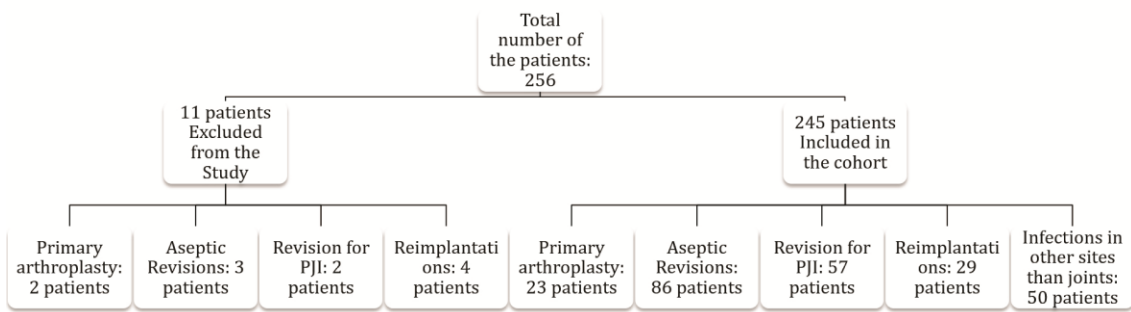 Total
number of
the patients:
256
11 patients
Excluded
from the
Study
245 patients
Included in
the cohort
Primary
arthroplasty:
2 patients
Aseptic
Revisions: 3
patients
Revision for
PJI: 2
patients
Reimplantati
ons: 4
patients
Primary
arthroplasty:
23 patients
Aseptic
Revisions:
86 patients
Revision for
PJI: 57
patients
Reimplantati
ons: 29
patients
Infections in
other sites
than joints:
50 patients